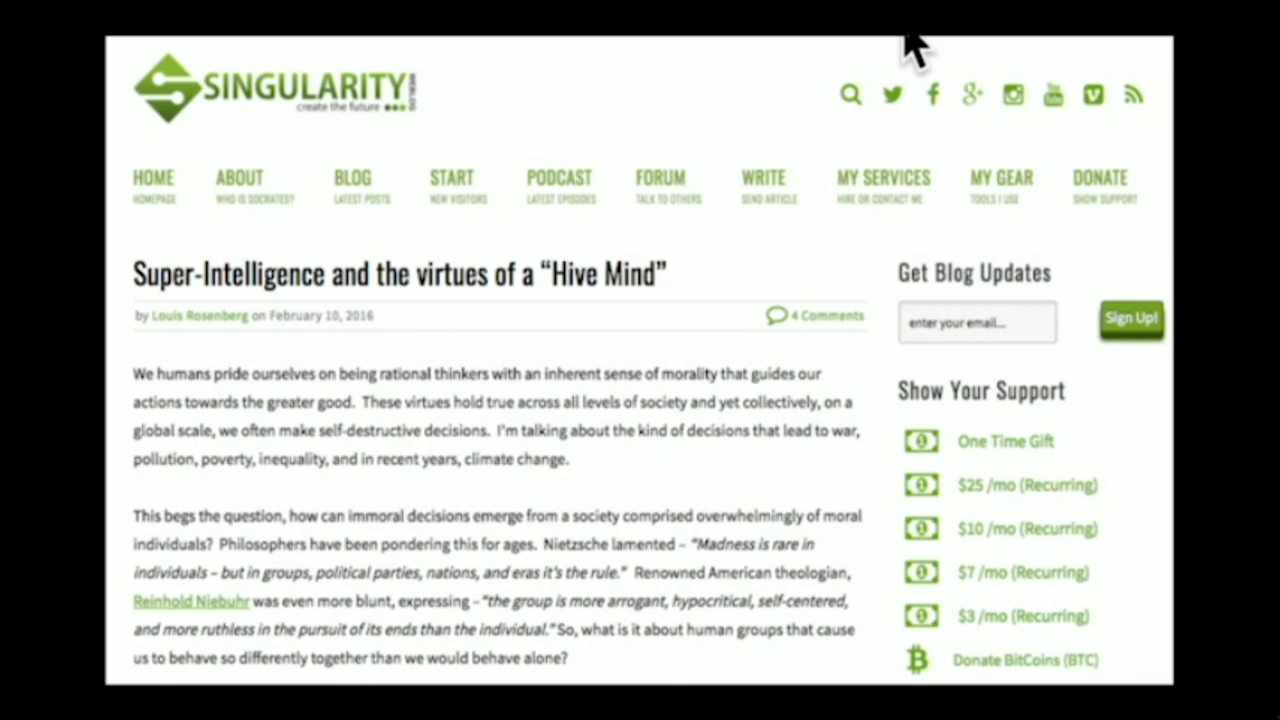 SINGULARITY WEBLOG
create the future
HOME ABOUT BLOG START PODCAST FORUM WRITE MY SERVICES MY GEAR DONATE
HOMEPAGE WHO IS SOCRATES? LATEST POSTS NEW VISITORS LATEST EPISODES TALK TO OTHERS SEND ARTICLE HIRE OR CONTACT ME TOOLS I USE SHOW SUPPORT
Super-Intelligence and the virtues of a “Hive Mind”
by Louis Rosenberg on February 10, 2016
4 Comments
We humans pride ourselves on being rational thinkers with an inherent sense of morality that guides our
actions towards the greater good. These virtues hold true across all levels of society and yet collectively, on a
global scale, we often make self-destructive decisions. I'm talking about the kind of decisions that lead to war,
pollution, poverty, inequality, and in recent years, climate change.
This begs the question, how can immoral decisions emerge from a society comprised overwhelmingly of moral
individuals? Philosophers have been pondering this for ages. Nietzsche lamented – “Madness is rare in
individuals – but in groups, political parties, nations, and eras it’s the rule.” Renowned American theologian,
Reinhold Niebuhr was even more blunt, expressing – “the group is more arrogant, hypocritical, self-centered,
and more ruthless in the pursuit of its ends than the individual.” So, what is it about human groups that cause
us to behave so differently together than we would behave alone?
Get Blog Updates
enter your email...
Sign Up!
Show Your Support
One Time Gift
$25 /mo (Recurring)
$10 /mo (Recurring)
$7 /mo (Recurring)
$3 /mo (Recurring)
Donate BitCoins (BTC)